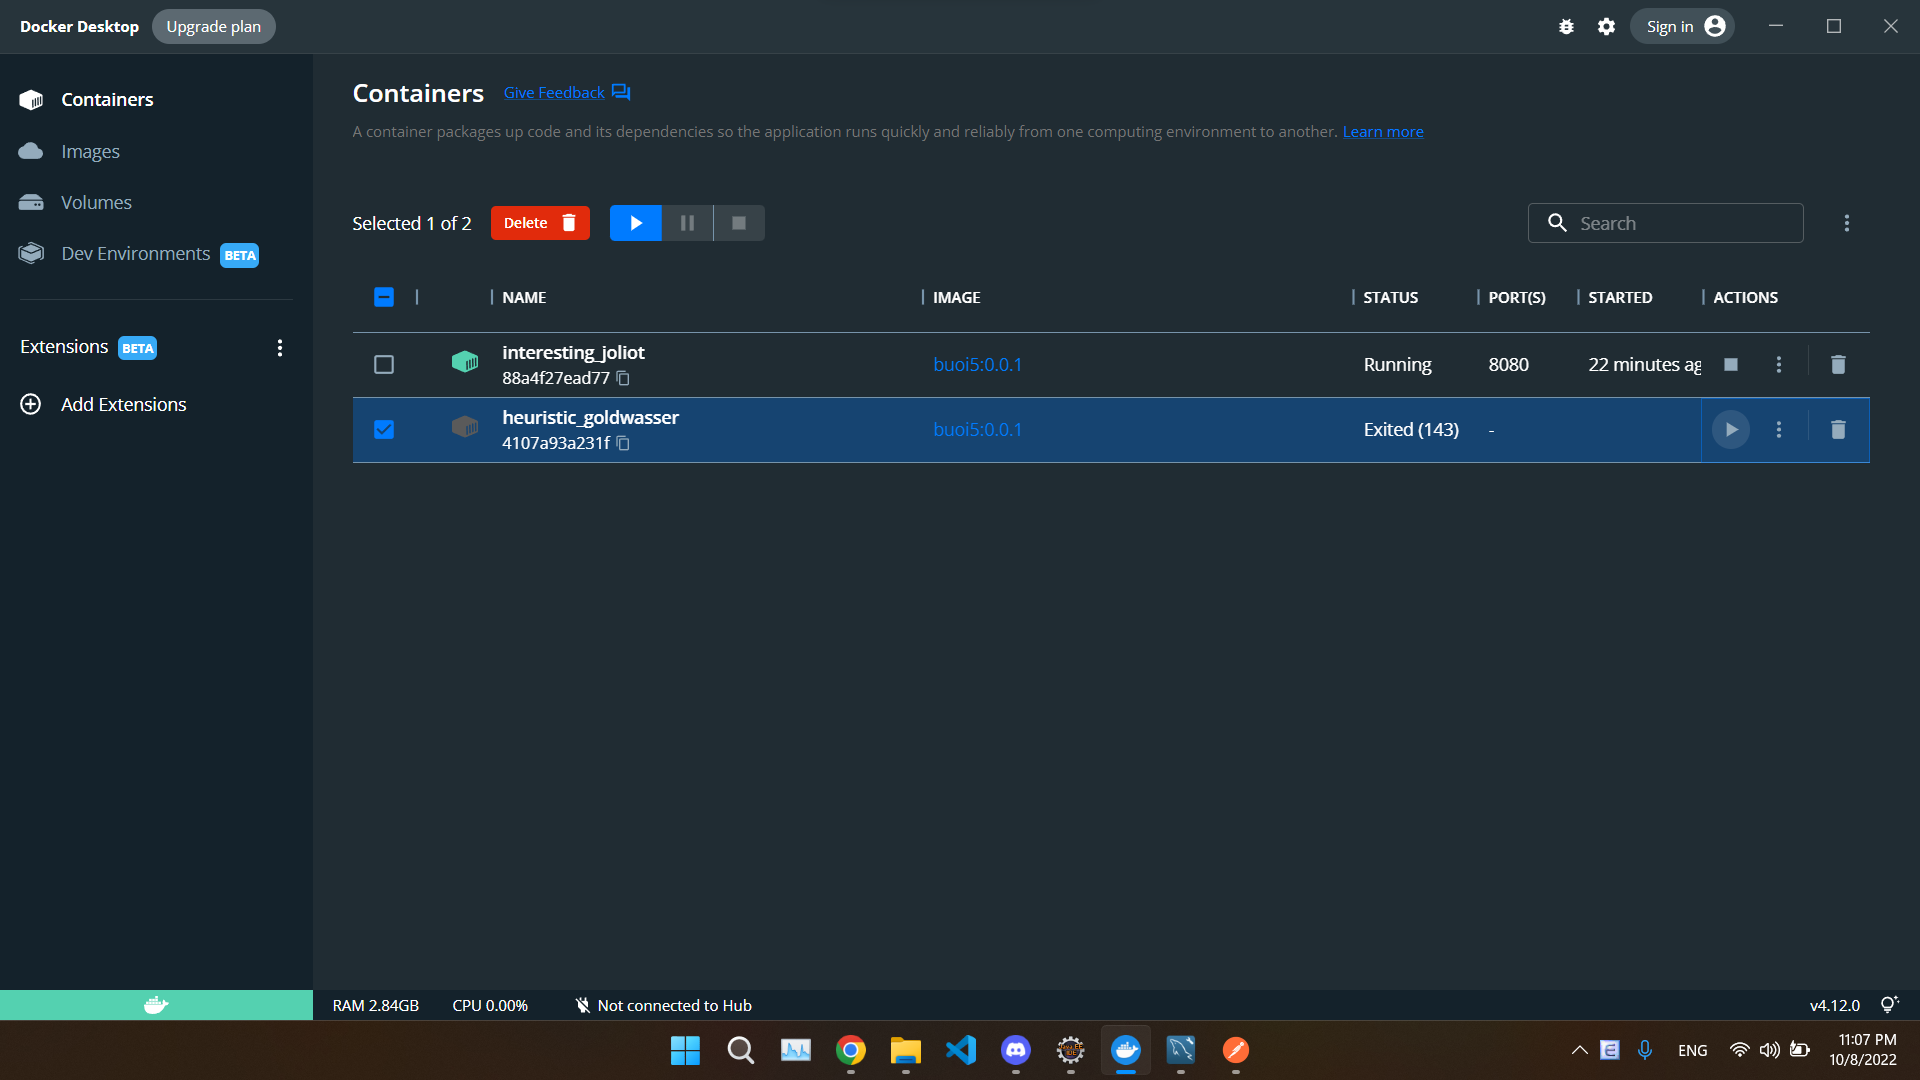 Docker Desktop Upgrade plan Sign in
Containers
Images
Volumes
Dev Environments BETA
Extensions BETA
Add Extensions
Containers Give Feedback
A container packages up code and its dependencies so the application runs quickly and reliably from one computing environment to another. Learn more
Selected 1 of 2 Delete Search
NAME IMAGE STATUS PORT(S) STARTED ACTIONS
interesting_joliot
88a4f27ead77
buoi5:0.0.1 Running 8080 22 minutes ag
heuristic_goldwasser
4107a93a231f
buoi5:0.0.1 Exited (143) -
RAM 2.84GB CPU 0.00% Not connected to Hub v4.12.0
ENG
11:07 PM
10/8/2022